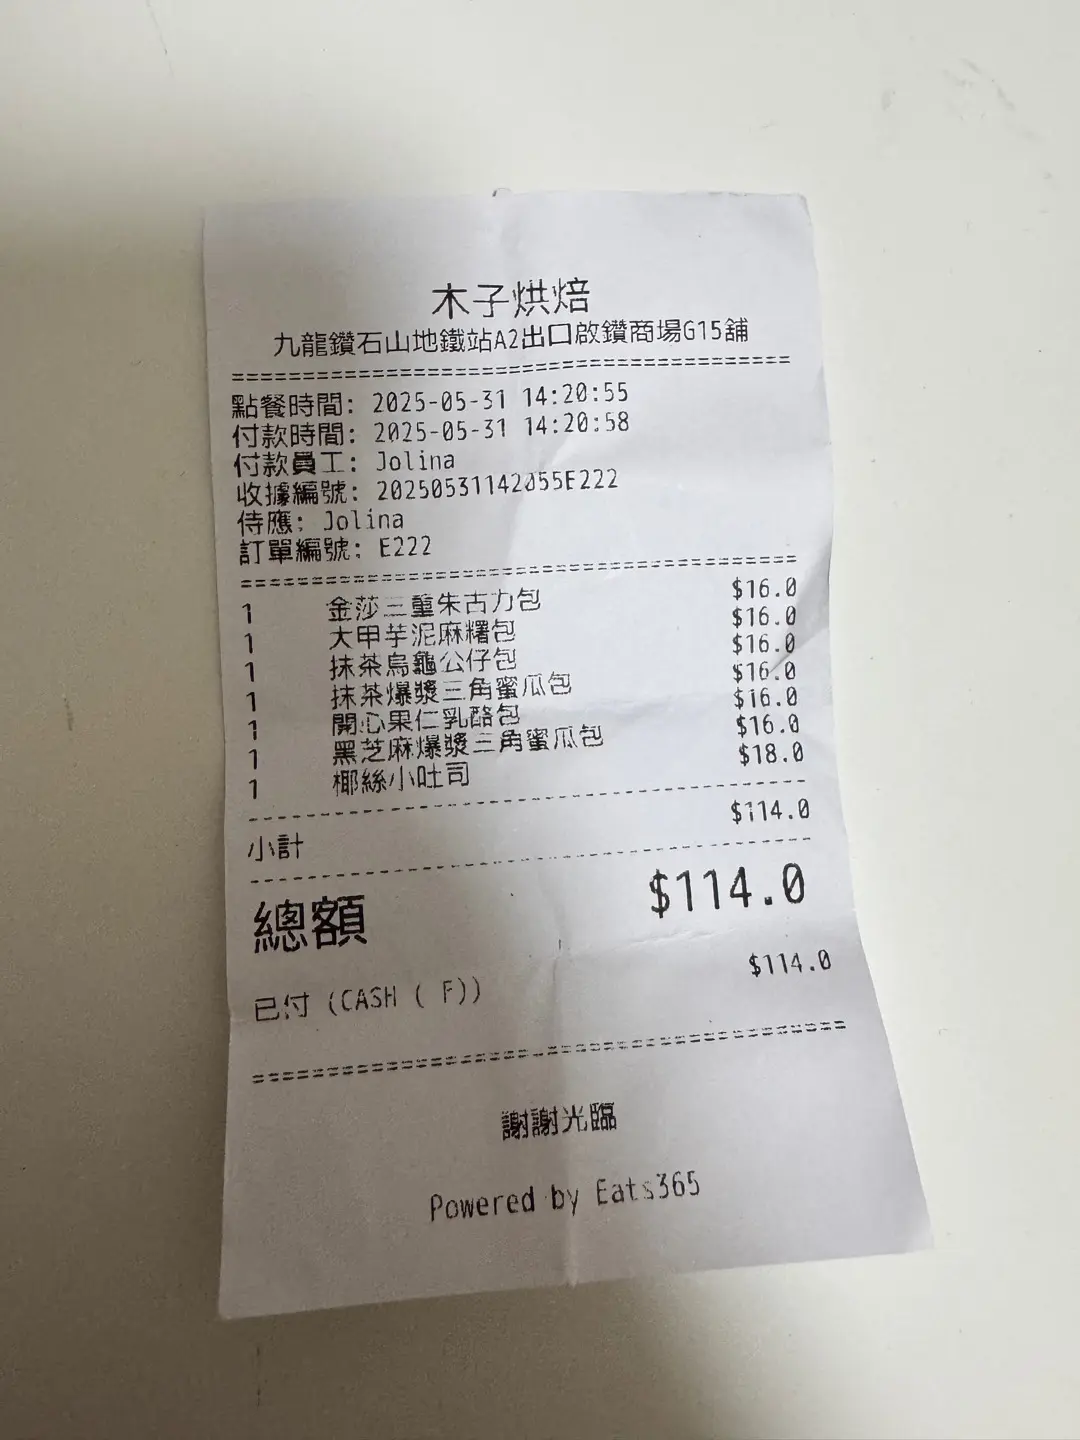 木子烘焙
九龍鑽石山地鐵站A2出口啟鑽商場G15舖
點餐時間: 2025-05-31 14:20:55
付款時間: 2025-05-31 14:20:58
付款員工: Jolina
收據編號: 20250531142055E222
侍應: Jolina
訂單編號: E222
1 金莎三重朱古力包 $16.0
1 大甲芋泥麻糬包 $16.0
1 抹茶烏龜公仔包 $16.0
1 抹茶爆漿三角蜜瓜包 $16.0
1 開心果仁乳酪包 $16.0
1 黑芝麻爆漿三角蜜瓜包 $16.0
1 椰絲小吐司 $18.0
小計 $114.0
總額 $114.0
已付 (CASH ( F)) $114.0
謝謝光臨
Powered by Eats365